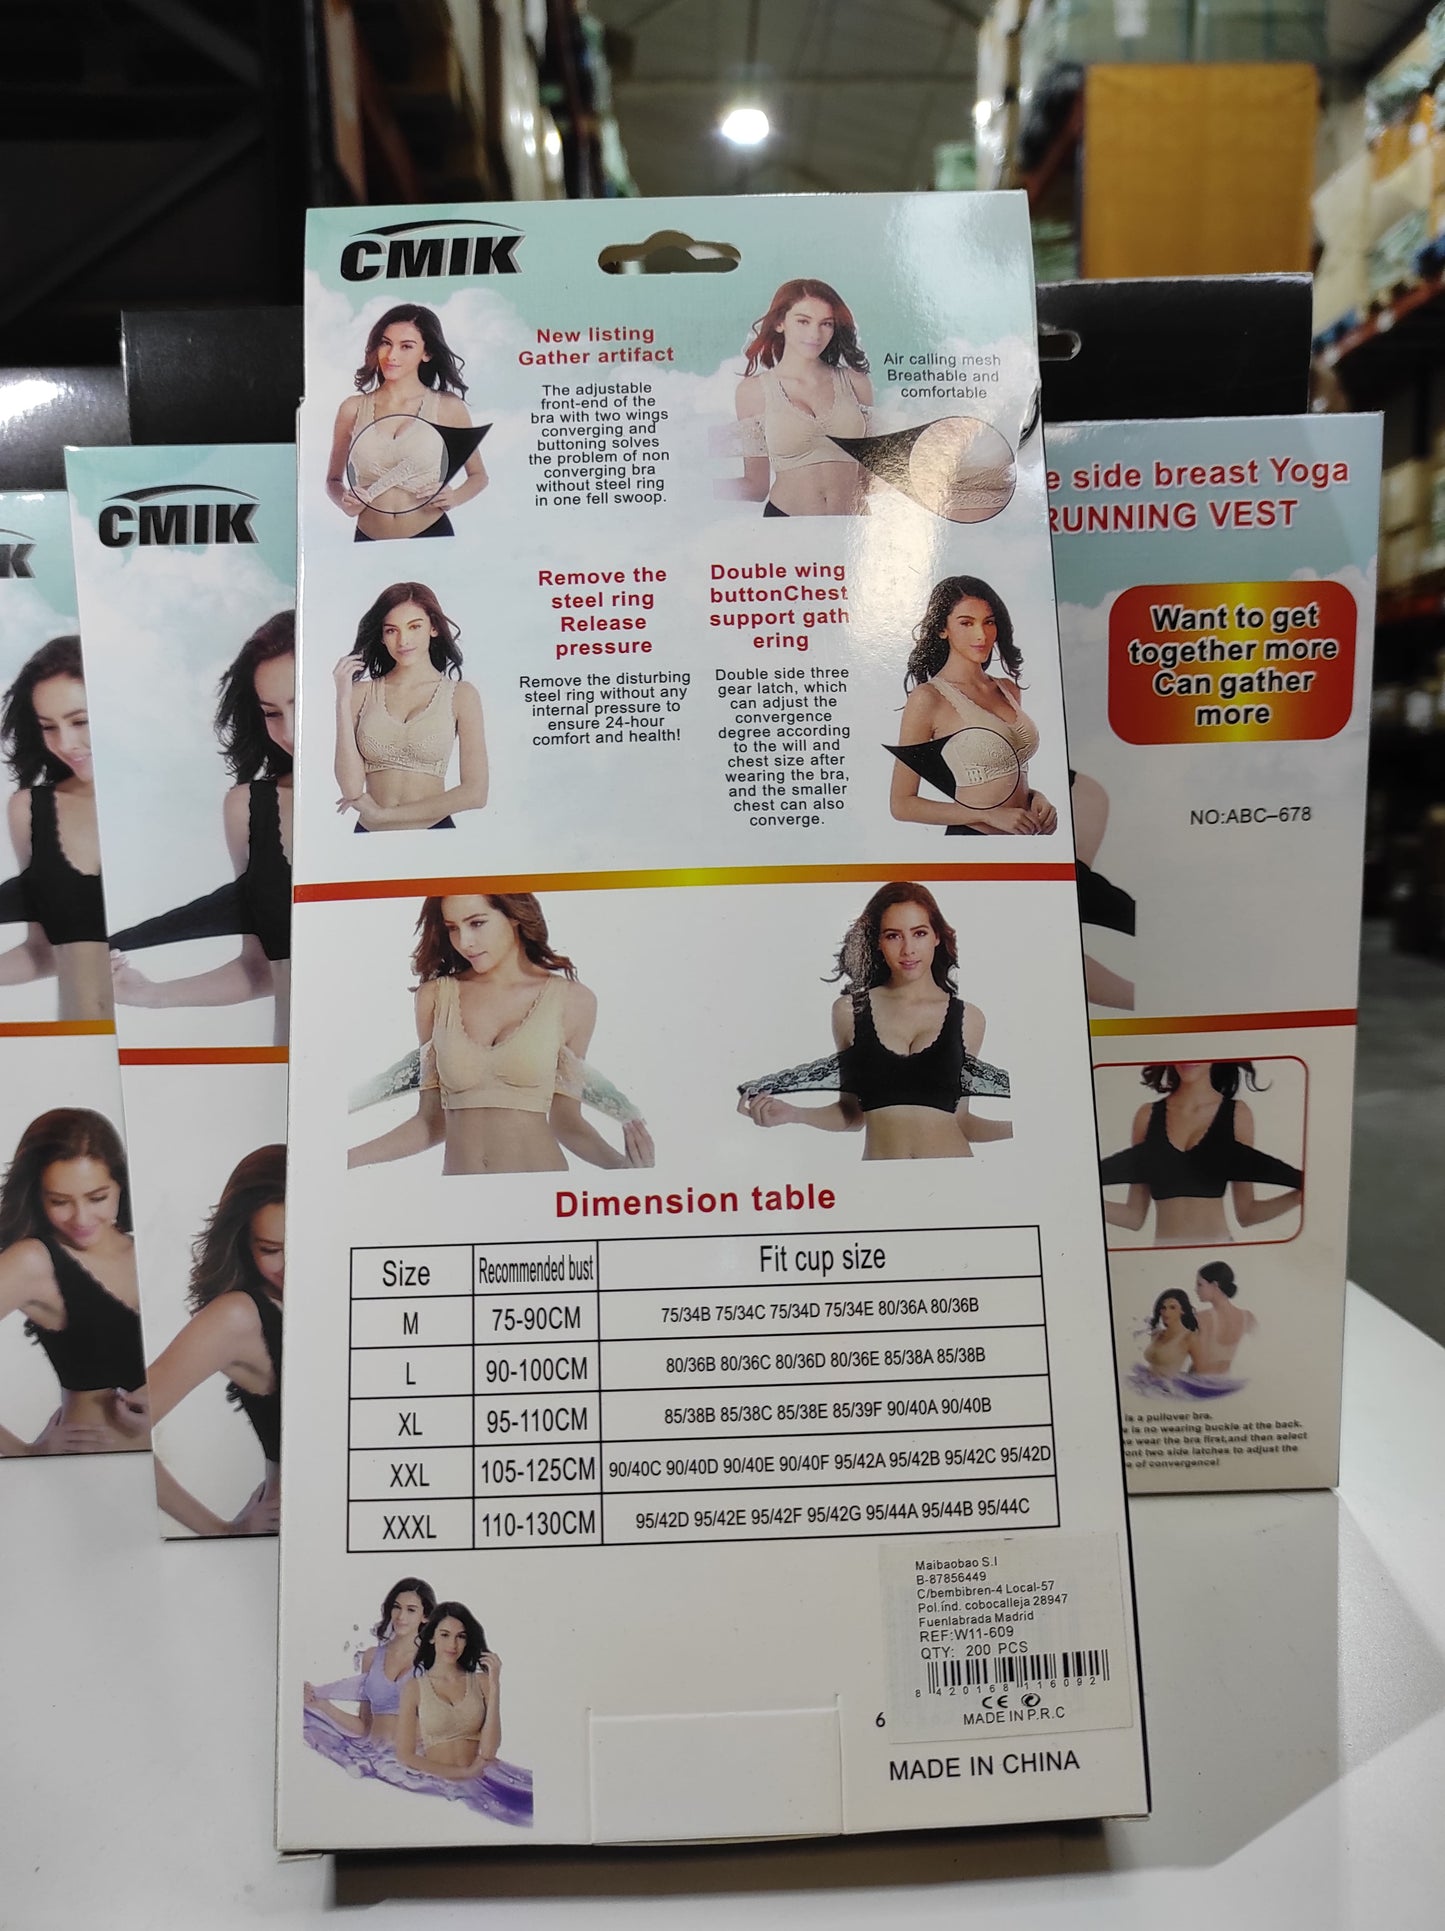 CMIK
New listing
Gather artifact
The adjustable
front-end of the
bra with two wings
converging and
buttoning solves
the problem of non
converging bra
without steel ring
in one fell swoop.
Air calling mesh
Breathable and
comfortable
Remove the
steel ring
Release
pressure
Remove the disturbing
steel ring without any
internal pressure to
ensure 24-hour
comfort and health!
Double wing
buttonChest
support gath
ering
Double side three
gear latch, which
can adjust the
convergence
degree according
to the will and
chest size after
wearing the bra,
and the smaller
chest can also
converge.
Dimension table
Size Recommended bust Fit cup size
M 75-90CM 75/34B 75/34C 75/34D 75/34E 80/36A 80/36B
L 90-100CM 80/36B 80/36C 80/36D 80/36E 85/38A 85/38B
XL 95-110CM 85/38B 85/38C 85/38E 85/39F 90/40A 90/40B
XXL 105-125CM 90/40C 90/40D 90/40E 90/40F 95/42A 95/42B 95/42C 95/42D
XXXL 110-130CM 95/42D 95/42E 95/42F 95/42G 95/44A 95/44B 95/44C
Maibaobao S.l
B-87856449
C/bembibren-4 Local-57
Pol.índ. cobocalleja 28947
Fuenlabrada Madrid
REF:W11-609
QTY: 200 PCS
8 420168 116092
CE
MADE IN P.R.C
6
MADE IN CHINA
CMIK
K
e side breast Yoga
RUNNING VEST
Want to get
together more
Can gather
more
NO:ABC-678
is a pullover bra.
e is no wearing buckle at the back.
wear the bra first,and then select
ont two side latches to adjust the
e of convergence!